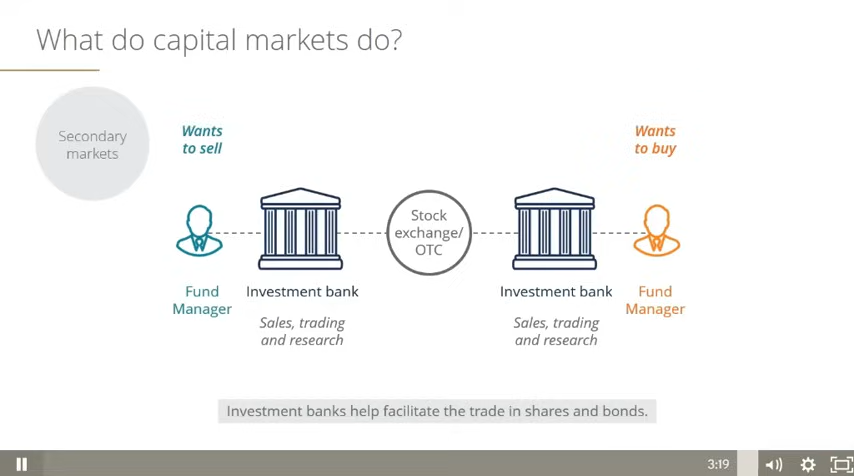 What do capital markets do?
Secondary
markets
Wants
to sell
Wants
to buy
Stock
exchange/
OTC
Fund
Manager
Investment bank
Sales, trading
and research
Investment bank
Sales, trading
and research
Fund
Manager
Investment banks help facilitate the trade in shares and bonds.
3:19